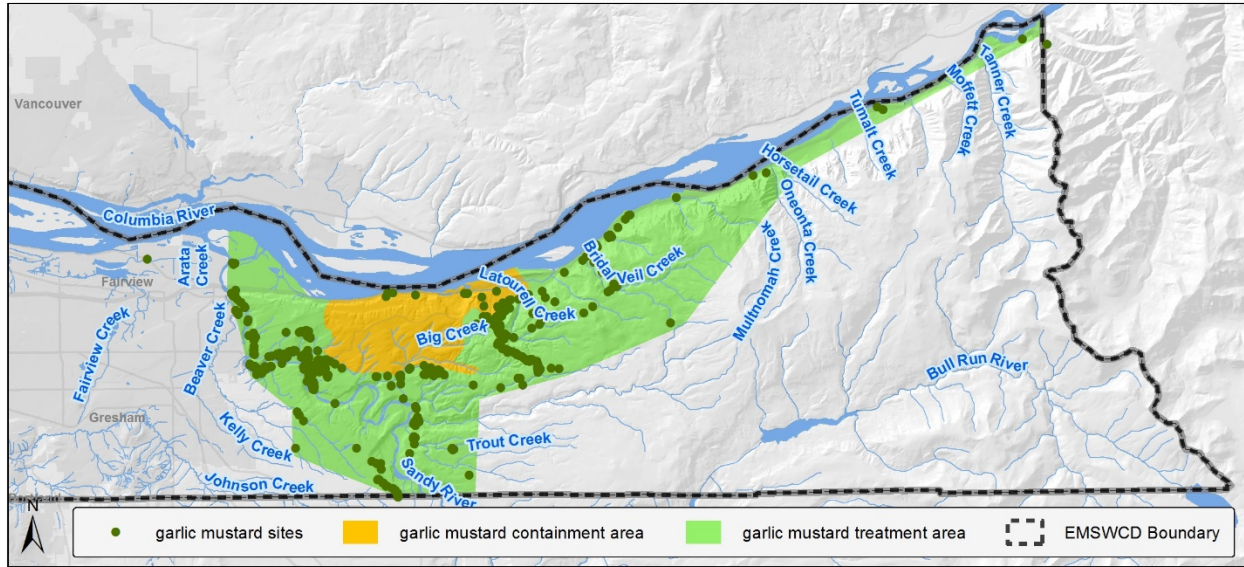 Vancouver
Columbia River
Arata
Creek
Fairview
Fairview Creek
Beaver Creek
Gresham
Kelly Creek
Johnson Creek
Sandy River
Trout Creek
Big Creek
Latourell Creek
Bridal Veil Creek
Multnomah Creek
Oneonta Creek
Horsetail Creek
Tumalt Creek
Moffett Creek
Tanner Creek
Bull Run River
N
garlic mustard sites
garlic mustard containment area
garlic mustard treatment area
EMSWCD Boundary